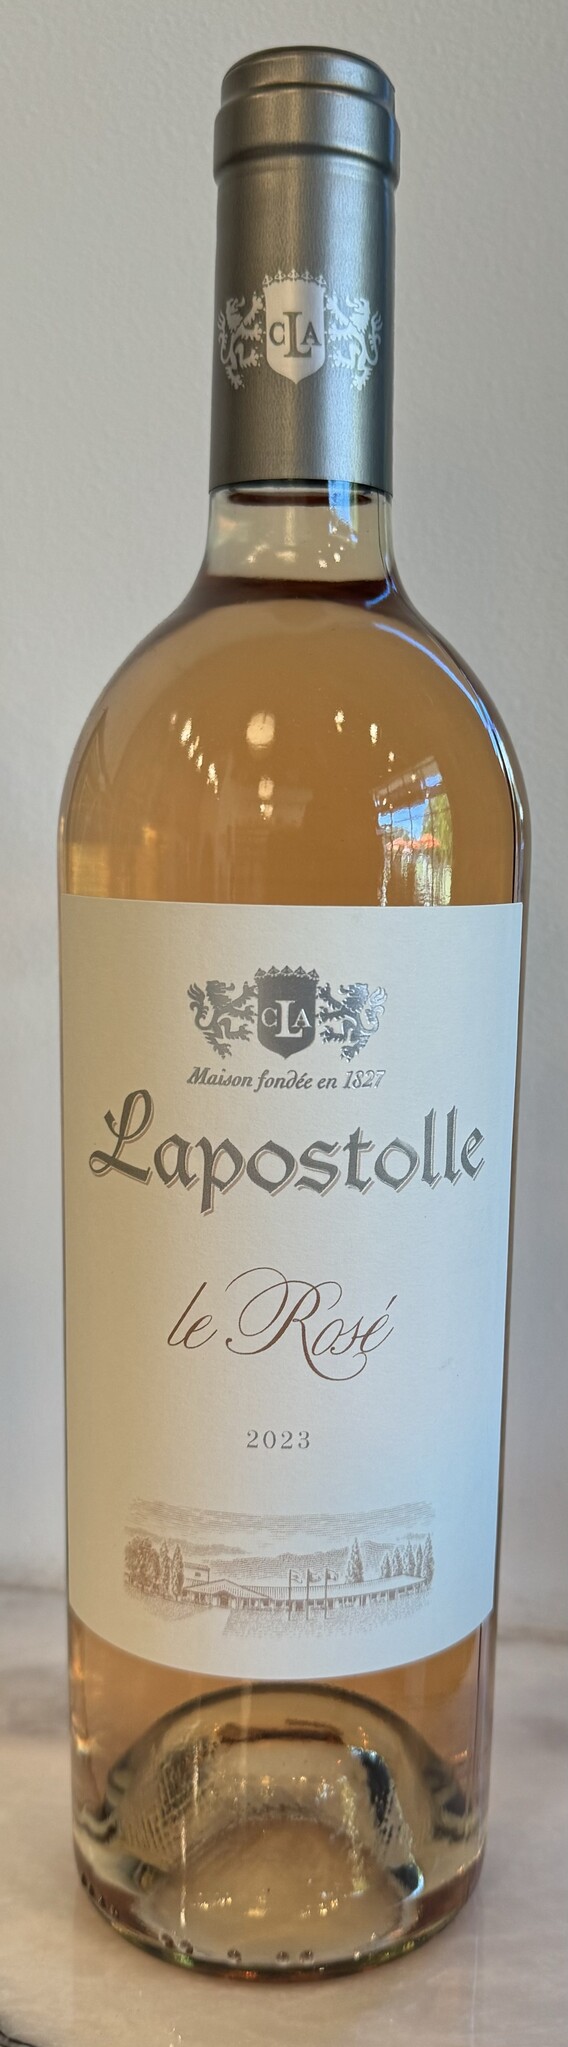 CLA
CLA
Maison fondée en 1827
Lapostolle
le Rosé
2023